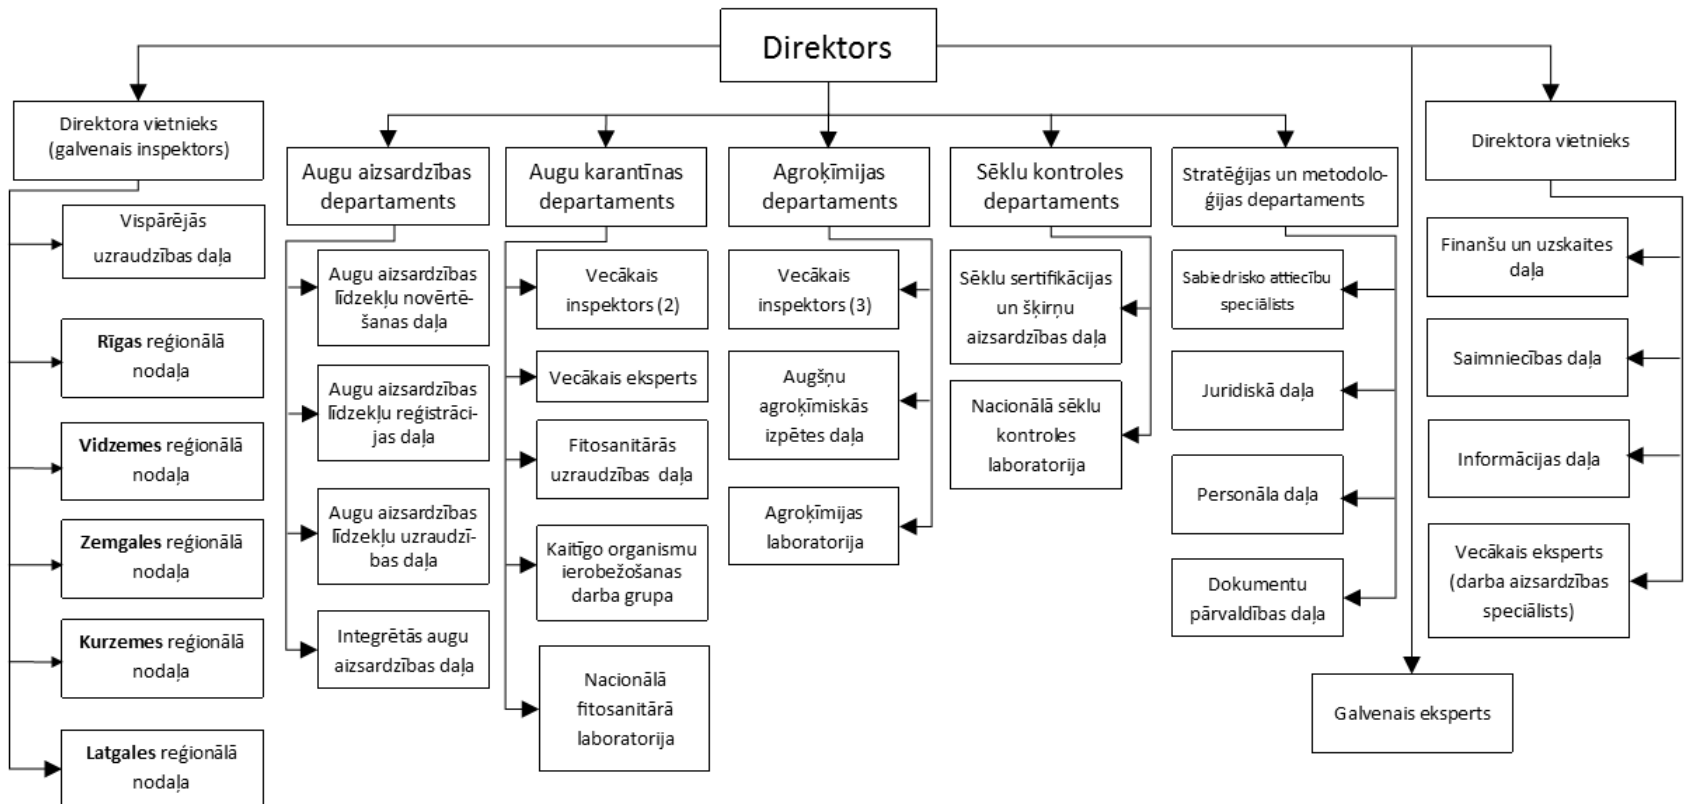 Direktors
Direktora vietnieks
(galvenais inspektors)
Vispārējās
uzraudzības daļa
Rīgas reģionālā
nodaļa
Vidzemes reģionālā
nodaļa
Zemgales reģionālā
nodaļa
Kurzemes reģionālā
nodaļa
Latgales reģionālā
nodaļa
Augu aizsardzības
departaments
Augu aizsardzības
līdzekļu novērtē-
šanas daļa
Augu aizsardzības
līdzekļu reģistrāci-
jas daļa
Augu aizsardzības
līdzekļu uzraudzī-
bas daļa
Integrētās augu
aizsardzības daļa
Augu karantīnas
departaments
Vecākais
inspektors (2)
Vecākais eksperts
Fitosanitārās
uzraudzības daļa
Kaitīgo organismu
ierobežošanas
darba grupa
Nacionālā
fitosanitārā
laboratorija
Agroķīmijas
departaments
Vecākais
inspektors (3)
Augšņu
agroķīmiskās
izpētes daļa
Agroķīmijas
laboratorija
Sēklu kontroles
departaments
Sēklu sertifikācijas
un šķirņu
aizsardzības daļa
Nacionālā sēklu
kontroles
laboratorija
Stratēģijas un metodolo-
ģijas departaments
Sabiedrisko attiecību
speciālists
Juridiskā daļa
Personāla daļa
Dokumentu
pārvaldības daļa
Direktora vietnieks
Finanšu un uzskaites
daļa
Saimniecības daļa
Informācijas daļa
Vecākais eksperts
(darba aizsardzības
speciālists)
Galvenais eksperts